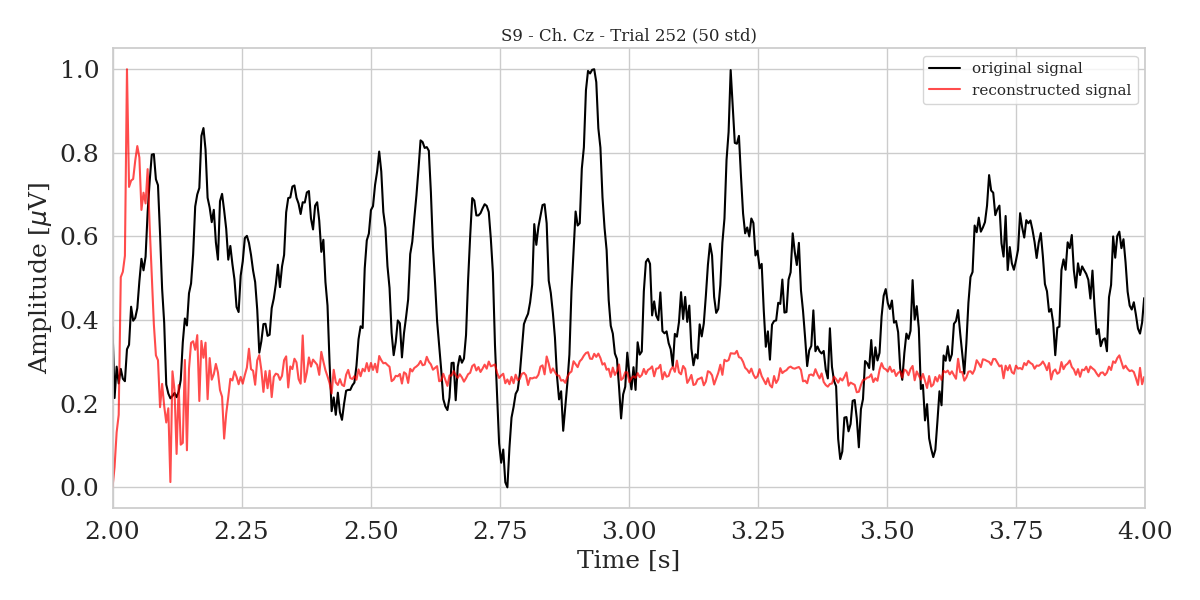 S9 - Ch. Cz - Trial 252 (50 std)
original signal
reconstructed signal
Amplitude [μV]
1.0
0.8
0.6
0.4
0.2
0.0
2.00 2.25 2.50 2.75 3.00 3.25 3.50 3.75 4.00
Time [s]